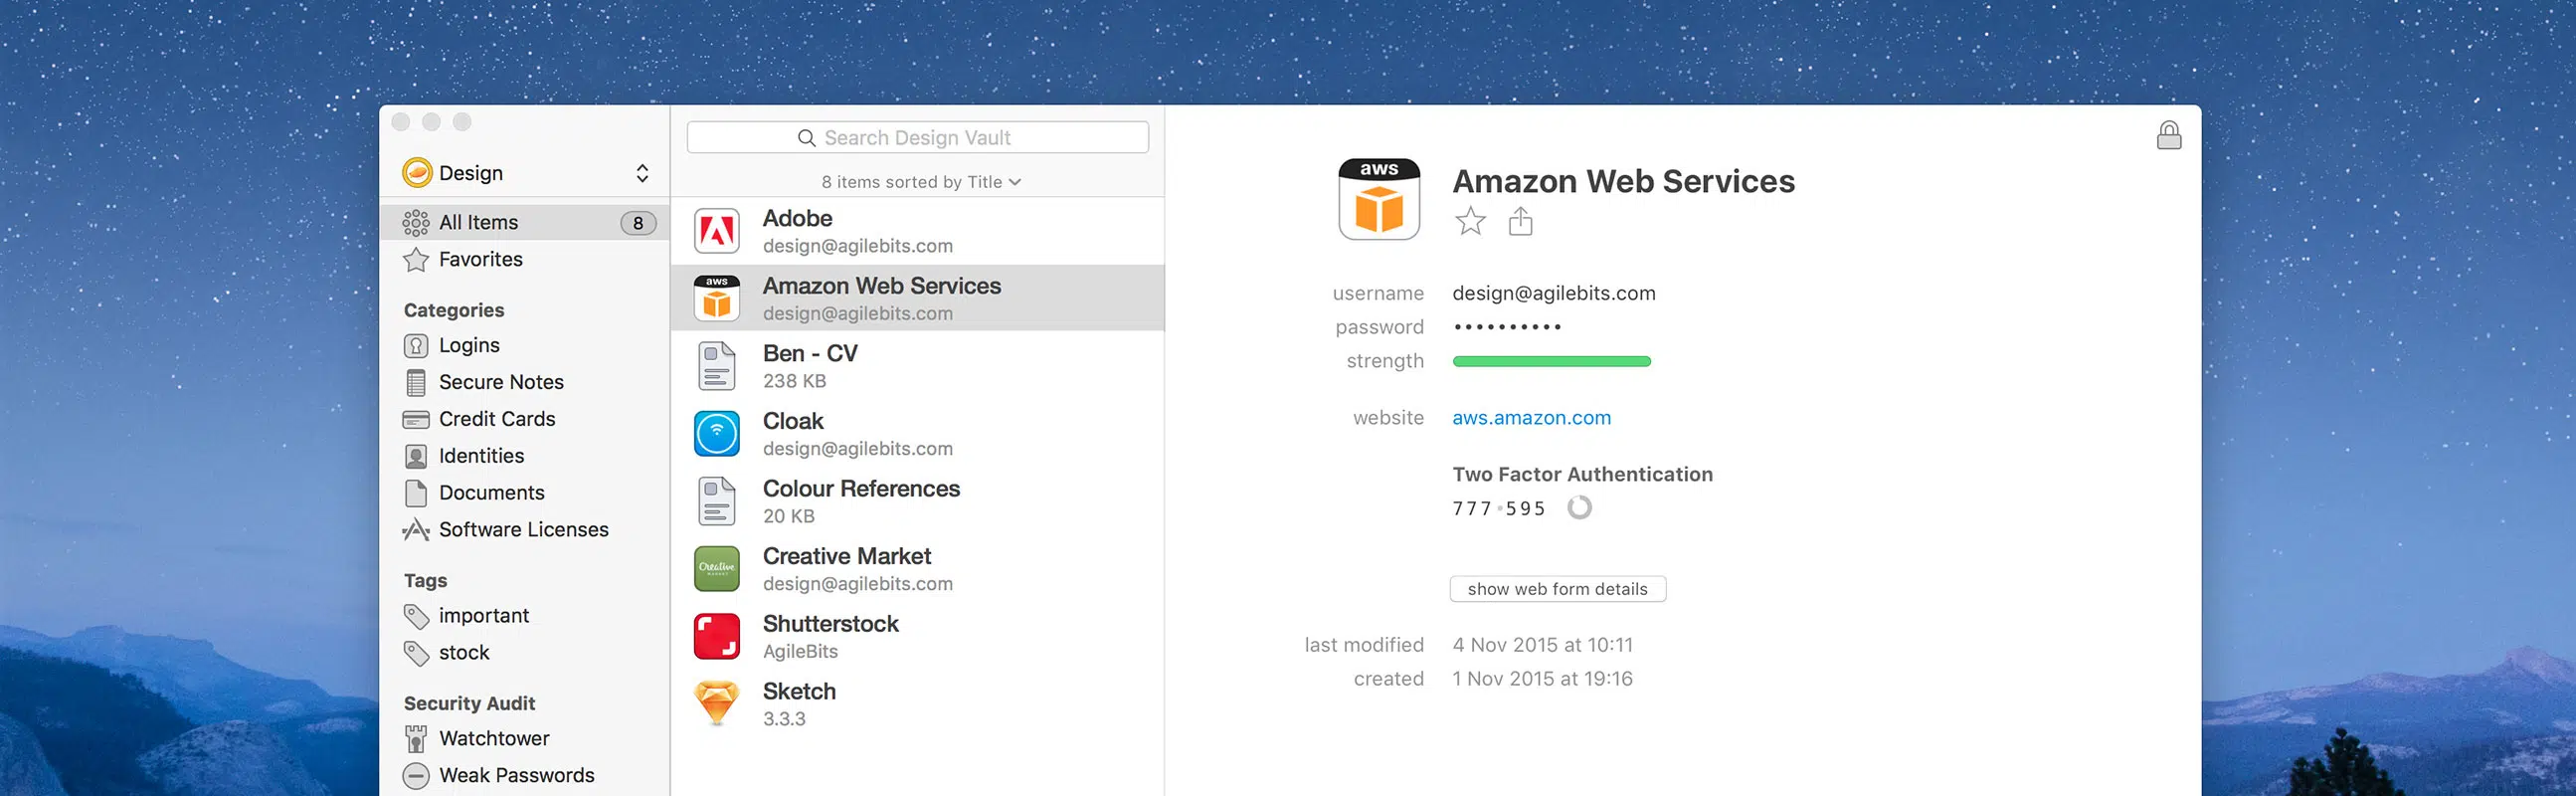 Design
All Items 8
Favorites
Categories
Logins
Secure Notes
Credit Cards
Identities
Documents
Software Licenses
Tags
important
stock
Security Audit
Watchtower
Weak Passwords
Search Design Vault
8 items sorted by Title
Adobe
design@agilebits.com
aws
Amazon Web Services
design@agilebits.com
Ben - CV
238 KB
Cloak
design@agilebits.com
Colour References
20 KB
Creative Market
Creative Market
design@agilebits.com
Shutterstock
AgileBits
Sketch
3.3.3
aws
Amazon Web Services
username design@agilebits.com
password ••••••••••
strength
website aws.amazon.com
Two Factor Authentication
777•595
show web form details
last modified 4 Nov 2015 at 10:11
created 1 Nov 2015 at 19:16